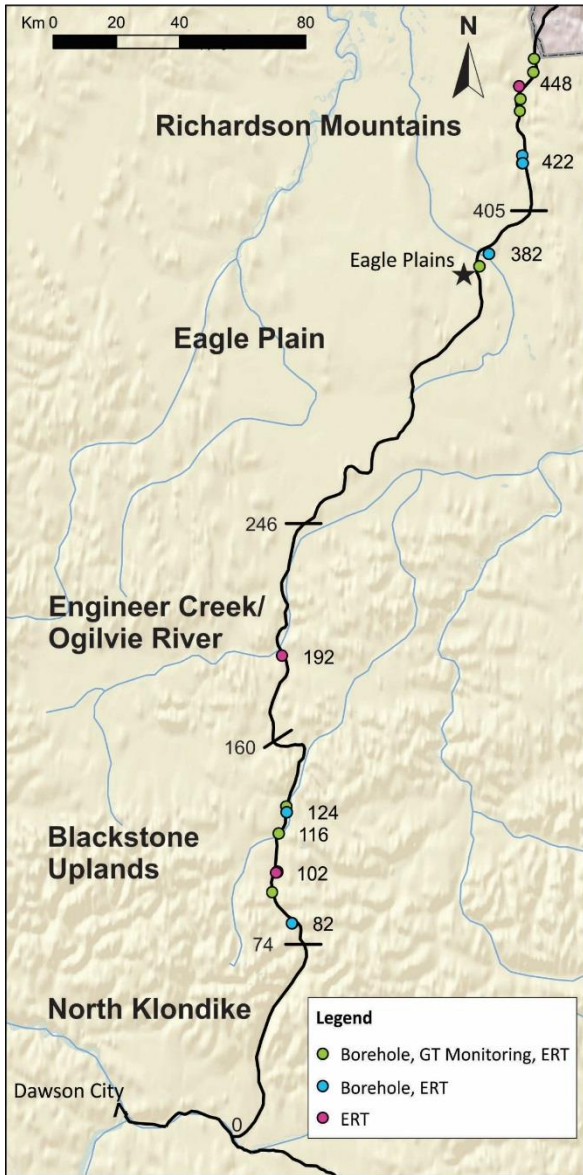 Km 0 20 40 80
N
448
Richardson Mountains
422
405
382
Eagle Plains
Eagle Plain
246
Engineer Creek/
Ogilvie River
192
160
124
116
Blackstone
Uplands
102
82
74
North Klondike
Legend
Borehole, GT Monitoring, ERT
Borehole, ERT
ERT
Dawson City
0